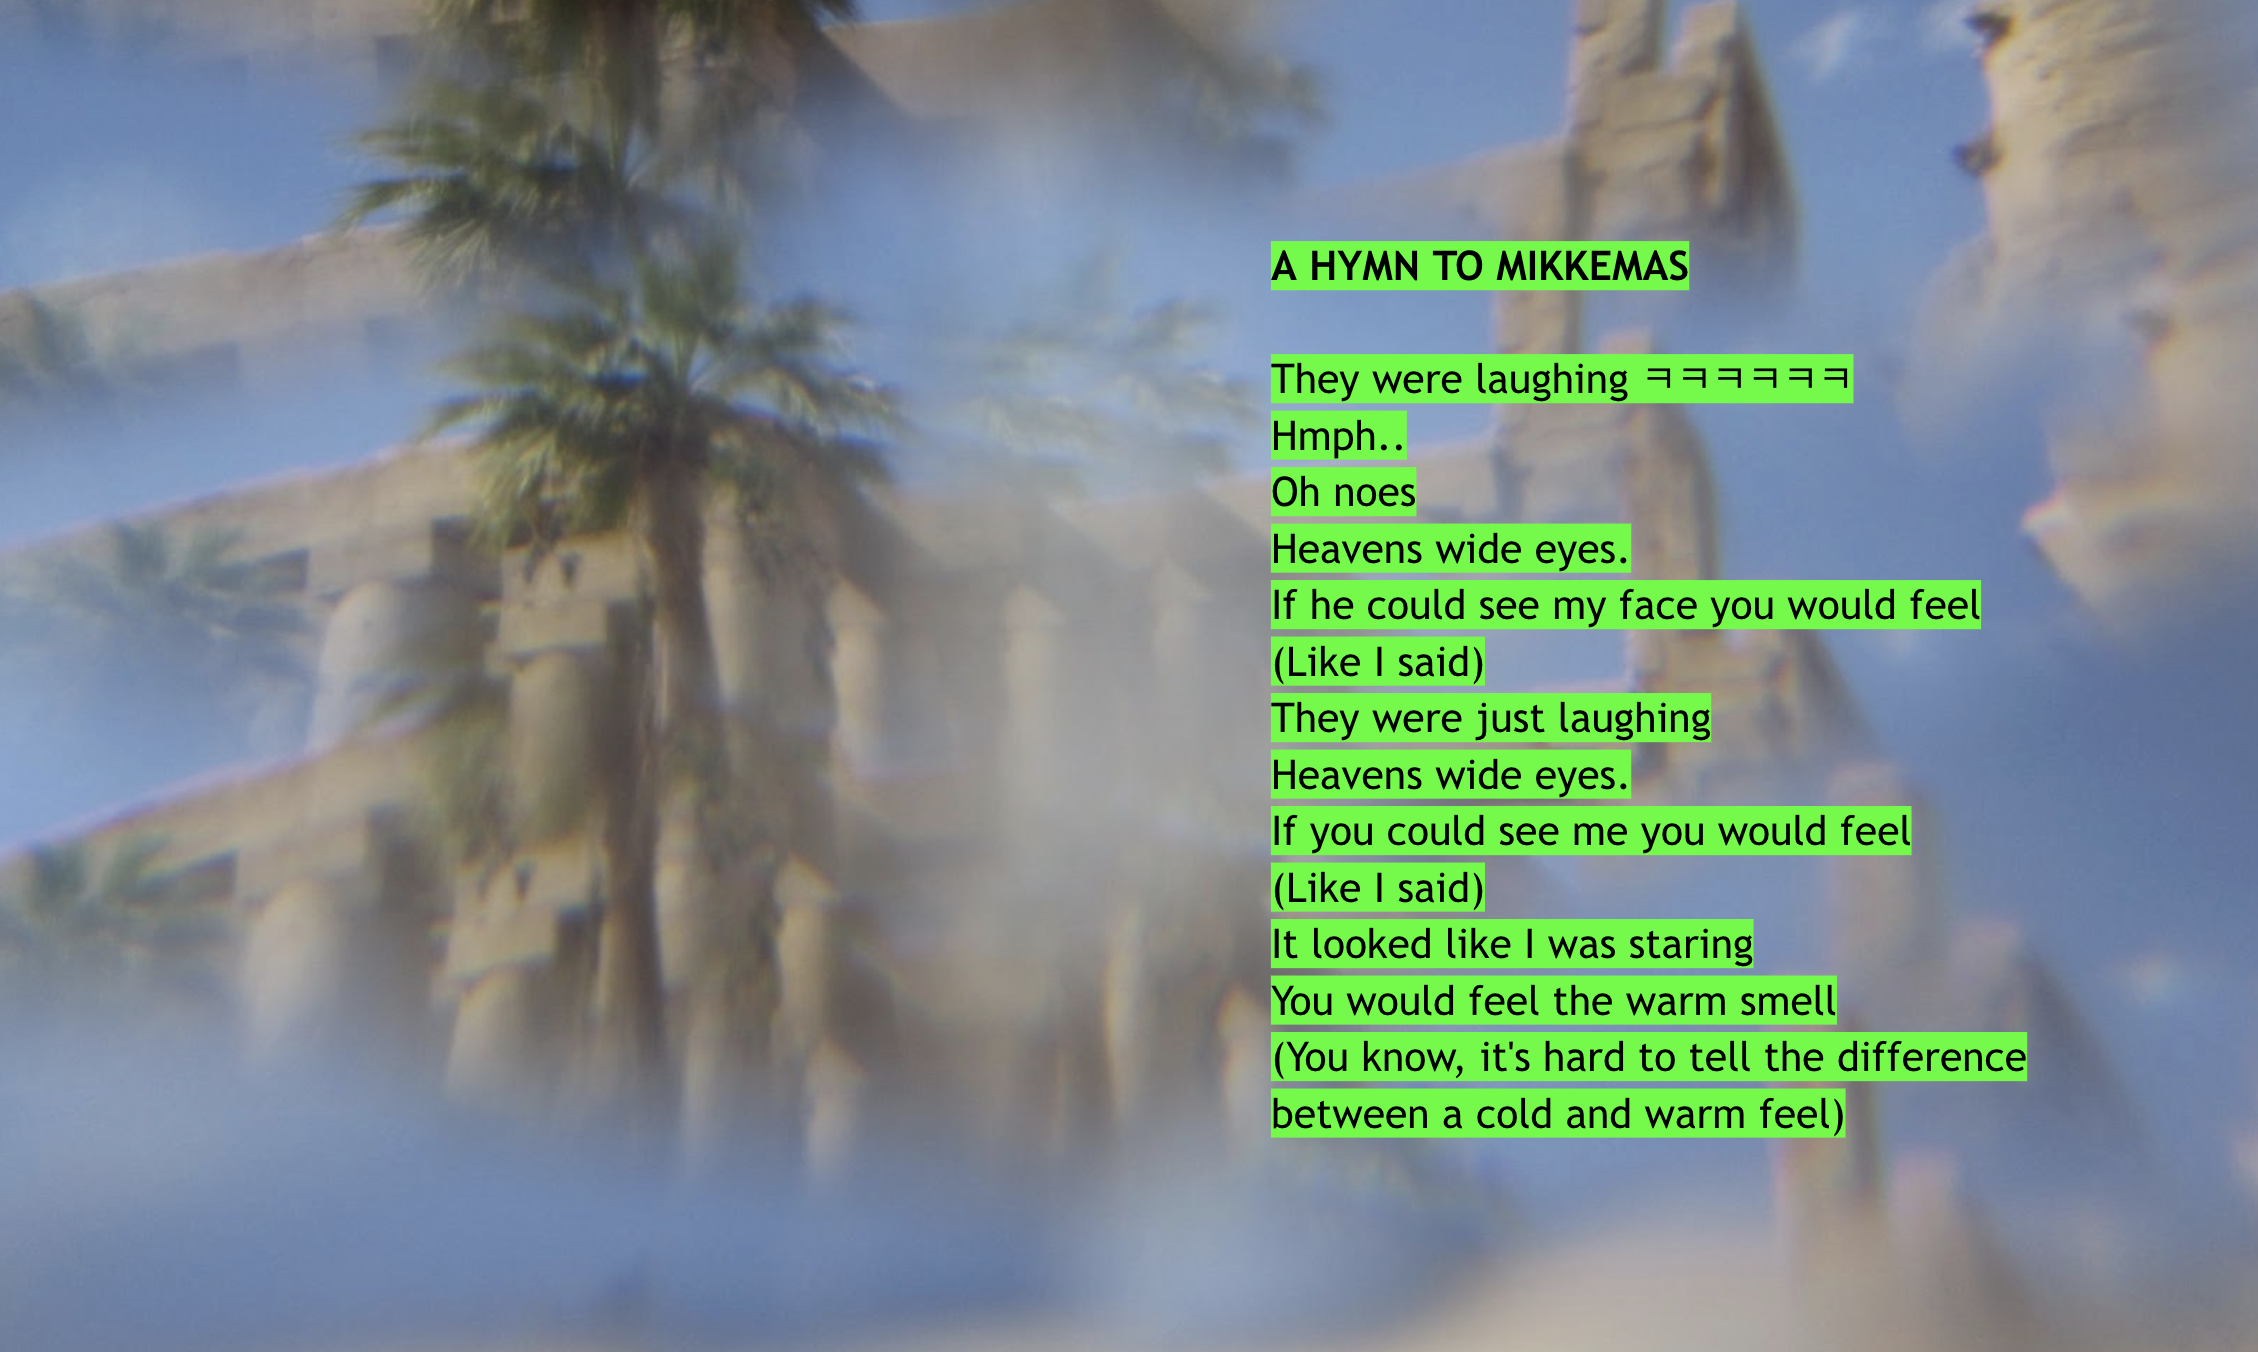 A HYMN TO MIKKEMAS
They were laughing ㅋㅋㅋㅋㅋㅋ
Hmph..
Oh noes
Heavens wide eyes.
If he could see my face you would feel
(Like I said)
They were just laughing
Heavens wide eyes.
If you could see me you would feel
(Like I said)
It looked like I was staring
You would feel the warm smell
(You know, it's hard to tell the difference
between a cold and warm feel)